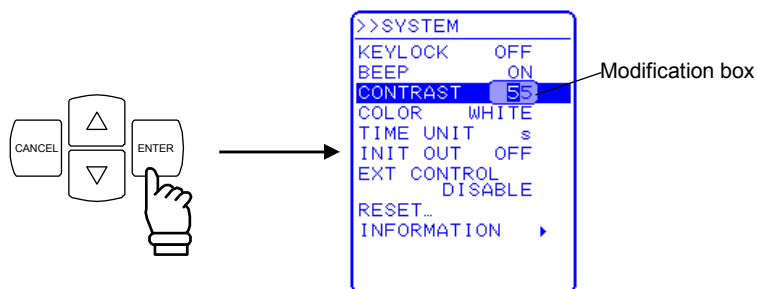 CANCEL
ENTER
>>SYSTEM
KEYLOCK OFF
BEEP ON
CONTRAST 55
COLOR WHITE
TIME UNIT s
INIT OUT OFF
EXT CONTROL
DISABLE
RESET…
INFORMATION
Modification box